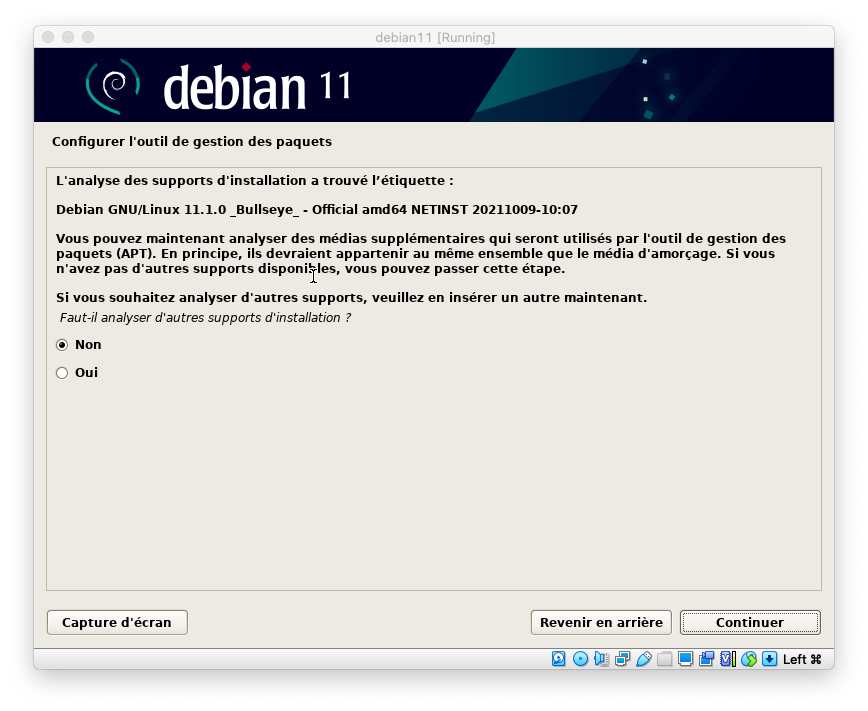 debian11 [Running]
debian 11
Configurer l'outil de gestion des paquets
L'analyse des supports d'installation a trouvé l’étiquette :
Debian GNU/Linux 11.1.0 _Bullseye_ - Official amd64 NETINST 20211009-10:07
Vous pouvez maintenant analyser des médias supplémentaires qui seront utilisés par l'outil de gestion des
paquets (APT). En principe, ils devraient appartenir au même ensemble que le média d'amorçage. Si vous
n'avez pas d'autres supports disponibles, vous pouvez passer cette étape.
Si vous souhaitez analyser d'autres supports, veuillez en insérer un autre maintenant.
Faut-il analyser d'autres supports d'installation ?
Non
Oui
Capture d'écran
Revenir en arrière
Continuer
Left ⌘